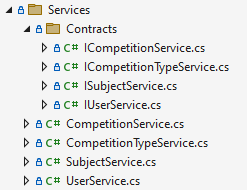 Services
Contracts
C# ICompetitionService.cs
C# ICompetitionTypeService.cs
C# ISubjectService.cs
C# IUserService.cs
C# CompetitionService.cs
C# CompetitionTypeService.cs
C# SubjectService.cs
C# UserService.cs